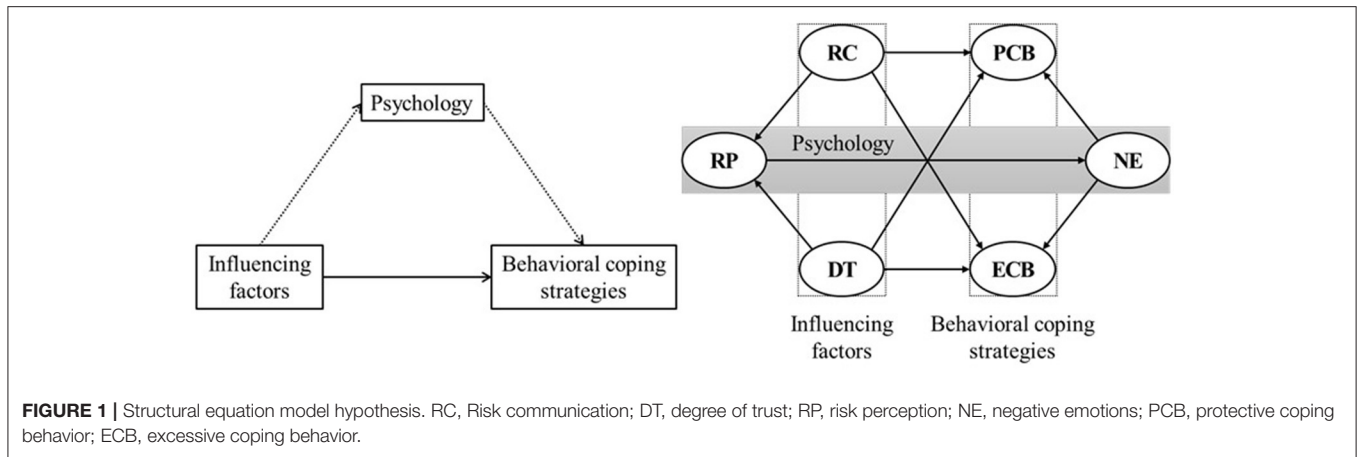 Psychology
Influencing
factors
Behavioral coping
strategies
RC
PCB
Psychology
RP
NE
DT
ECB
Influencing
factors
Behavioral coping
strategies
FIGURE 1 | Structural equation model hypothesis. RC, Risk communication; DT, degree of trust; RP, risk perception; NE, negative emotions; PCB, protective coping
behavior; ECB, excessive coping behavior.